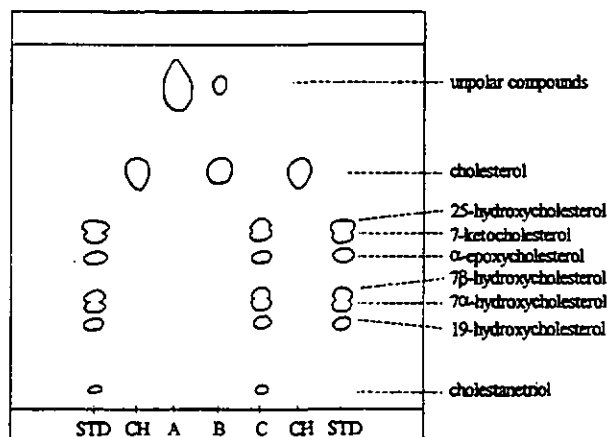 unpolar compounds
cholesterol
25-hydroxycholesterol
7-ketocholesterol
α-epoxycholesterol
7β-hydroxycholesterol
7α-hydroxycholesterol
19-hydroxycholesterol
cholestanetriol
STD CH A B C CH STD